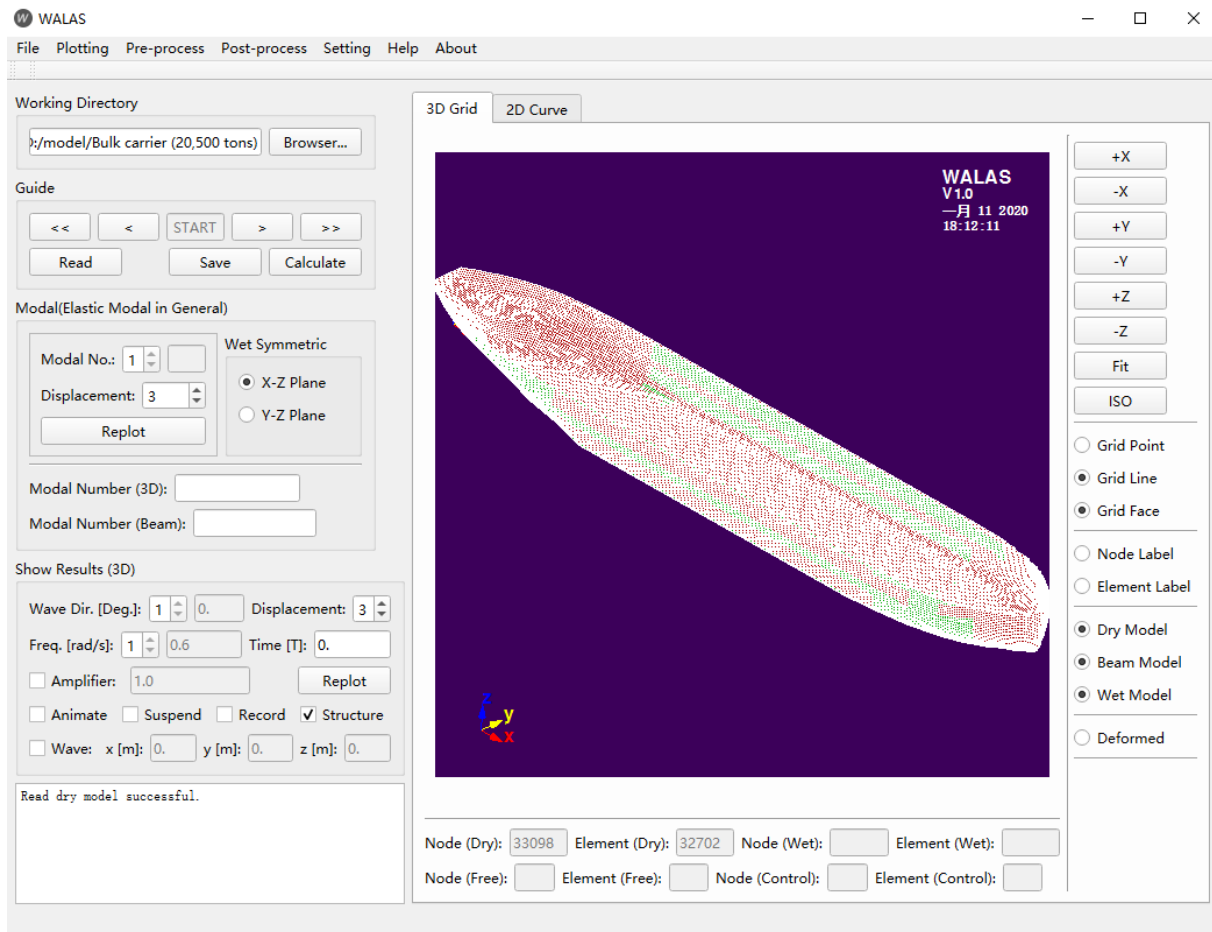 WALAS
File Plotting Pre-process Post-process Setting Help About
Working Directory
:/model/Bulk carrier (20,500 tons) Browser...
Guide
<< < START > >>
Read Save Calculate
Modal(Elastic Modal in General)
Modal No.: 1
Displacement: 3
Replot
Wet Symmetric
X-Z Plane
Y-Z Plane
Modal Number (3D):
Modal Number (Beam):
Show Results (3D)
Wave Dir. [Deg.]: 1 0. Displacement: 3
Freq. [rad/s]: 1 0.6 Time [T]: 0.
Amplifier: 1.0 Replot
Animate Suspend Record Structure
Wave: x [m]: 0. y [m]: 0. z [m]: 0.
Read dry model successful.
3D Grid 2D Curve
WALAS
V 1.0
一月 11 2020
18:12:11
z
y
x
+X
-X
+Y
-Y
+Z
-Z
Fit
ISO
Grid Point
Grid Line
Grid Face
Node Label
Element Label
Dry Model
Beam Model
Wet Model
Deformed
Node (Dry): 33098 Element (Dry): 32702 Node (Wet): Element (Wet):
Node (Free): Element (Free): Node (Control): Element (Control):